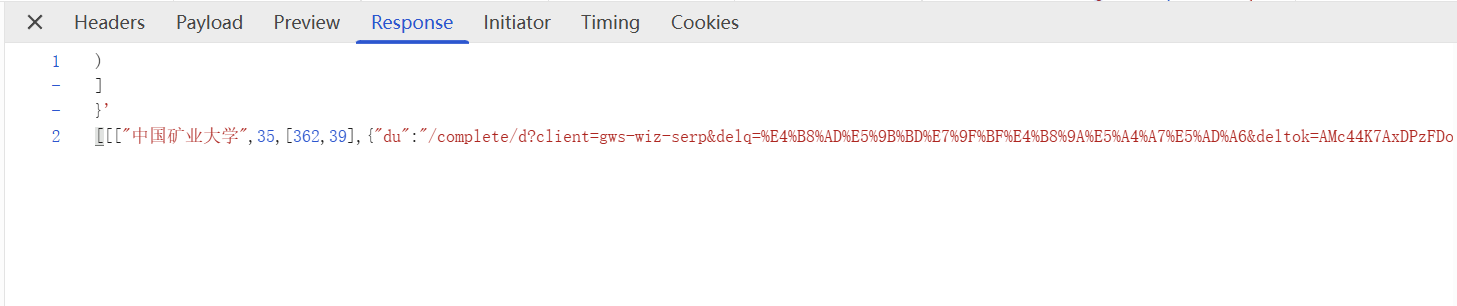 Headers Payload Preview Response Initiator Timing Cookies
1 )
- ]
- }'
2 [[["中国矿业大学",35,[362,39],{"du":"/complete/d?client=gws-wiz-serp&delq=%E4%B8%AD%E5%9B%BD%E7%9F%BF%E4%B8%9A%E5%A4%A7%E5%AD%A6&deltok=AMc44K7AxDPzFDo